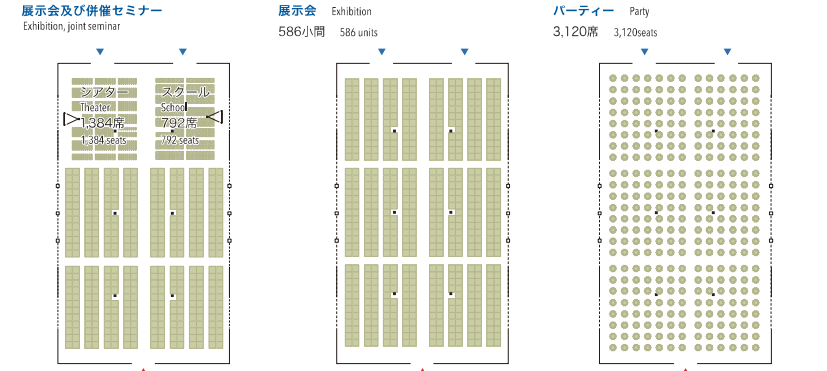 展示会及び併催セミナー
Exhibition, joint seminar
シアター
Theater
1,384席
1,384 seats
スクール
School
792席
792 seats
展示会 Exhibition
586小間 586 units
パーティー Party
3,120席 3,120seats